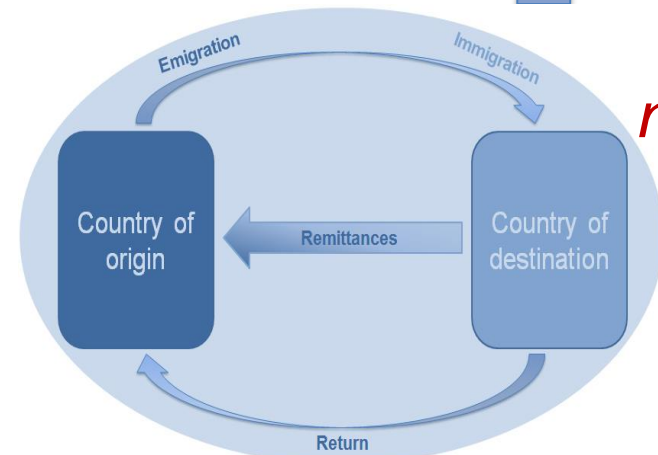 Emigration
Immigration
Country of
origin
Remittances
Country of
destination
Return